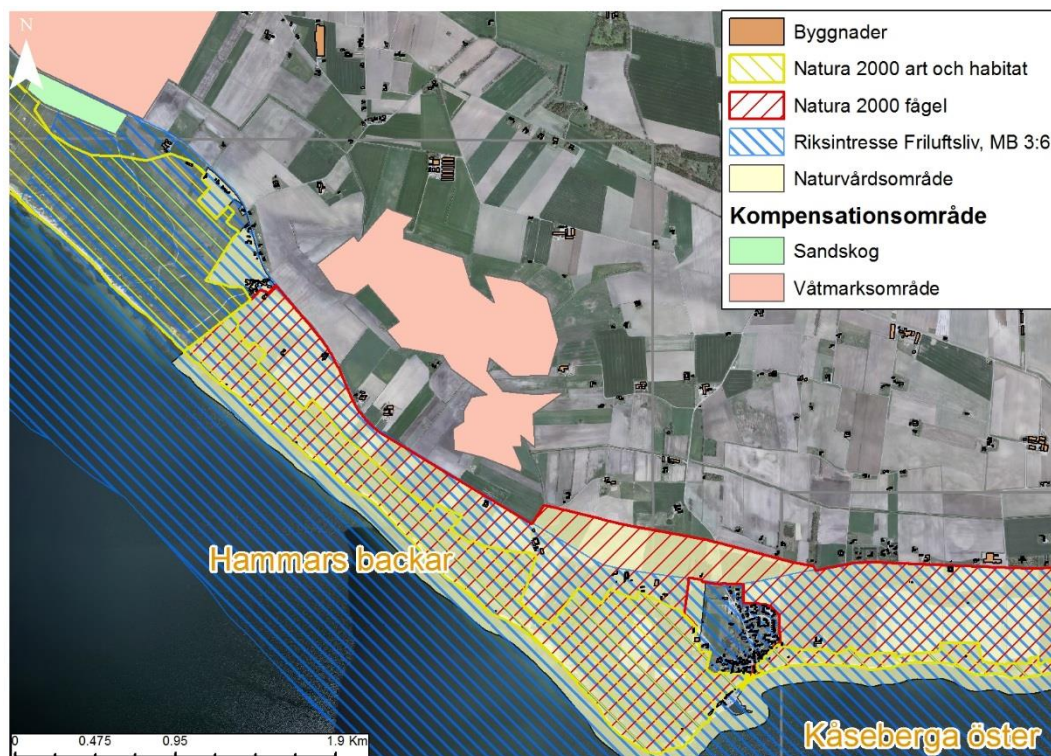 N
Byggnader
Natura 2000 art och habitat
Natura 2000 fågel
Riksintresse Friluftsliv, MB 3:6
Naturvårdsområde
Kompensationsområde
Sandskog
Våtmarksområde
Hammars backar
Kåseberga öster
0 0.475 0.95 1.9 Km